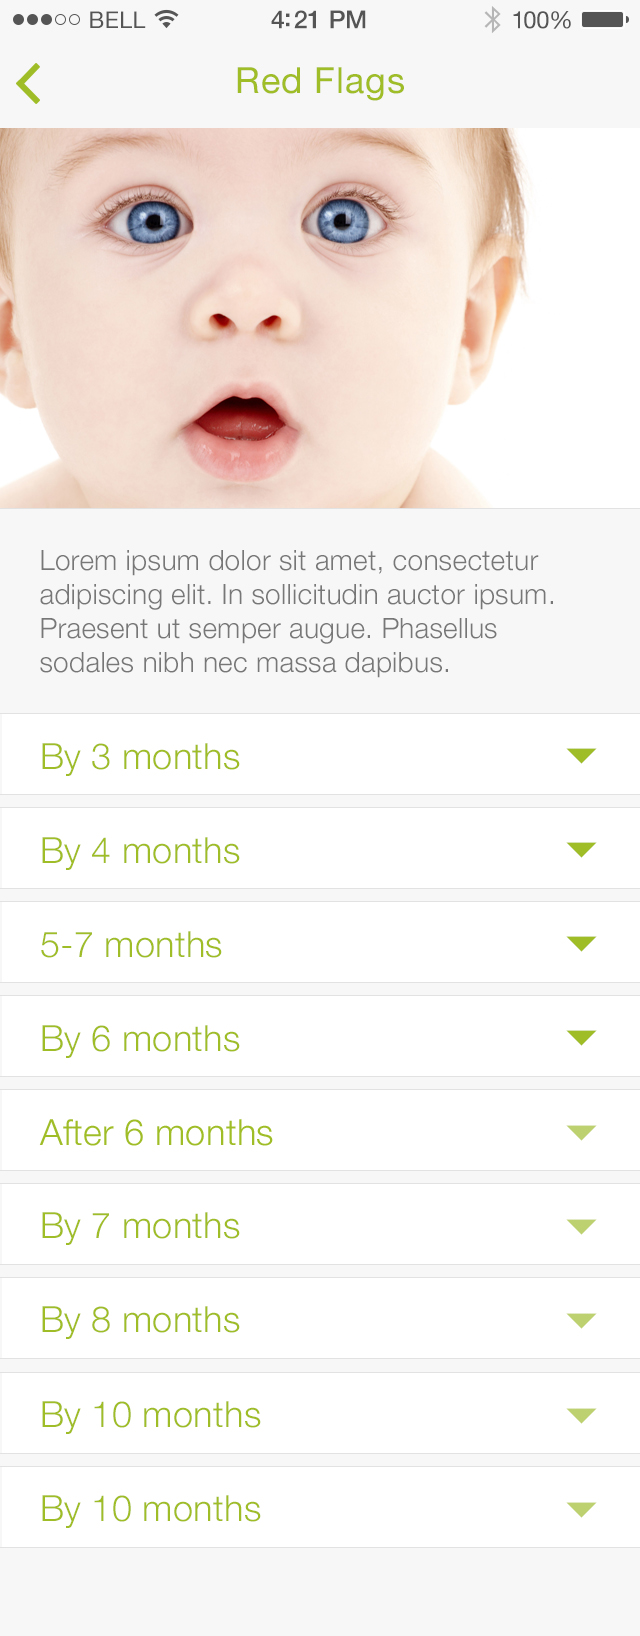 BELL 4:21 PM 100%
Red Flags
Lorem ipsum dolor sit amet, consectetur
adipiscing elit. In sollicitudin auctor ipsum.
Praesent ut semper augue. Phasellus
sodales nibh nec massa dapibus.
By 3 months
By 4 months
5-7 months
By 6 months
After 6 months
By 7 months
By 8 months
By 10 months
By 10 months